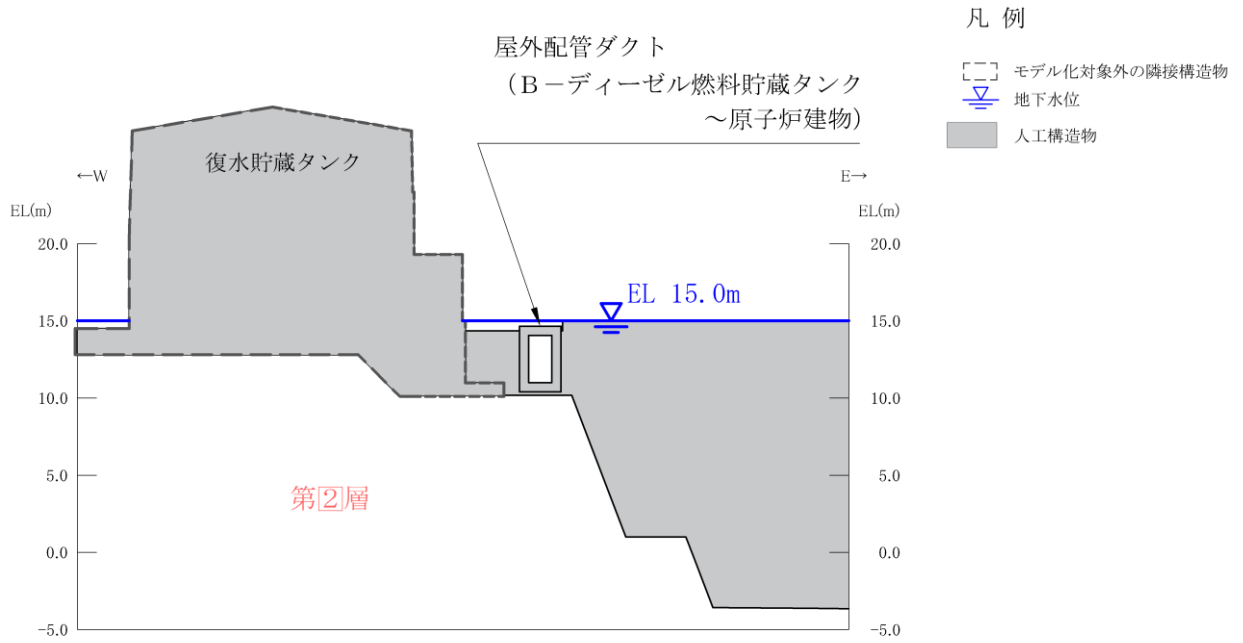 凡 例
モデル化対象外の隣接構造物
地下水位
人工構造物
屋外配管ダクト
（B－ディーゼル燃料貯蔵タンク
～原子炉建物）
復水貯蔵タンク
←W
E→
EL(m)
EL(m)
20.0
20.0
EL 15.0m
15.0
15.0
10.0
10.0
5.0
5.0
第2層
0.0
0.0
-5.0
-5.0